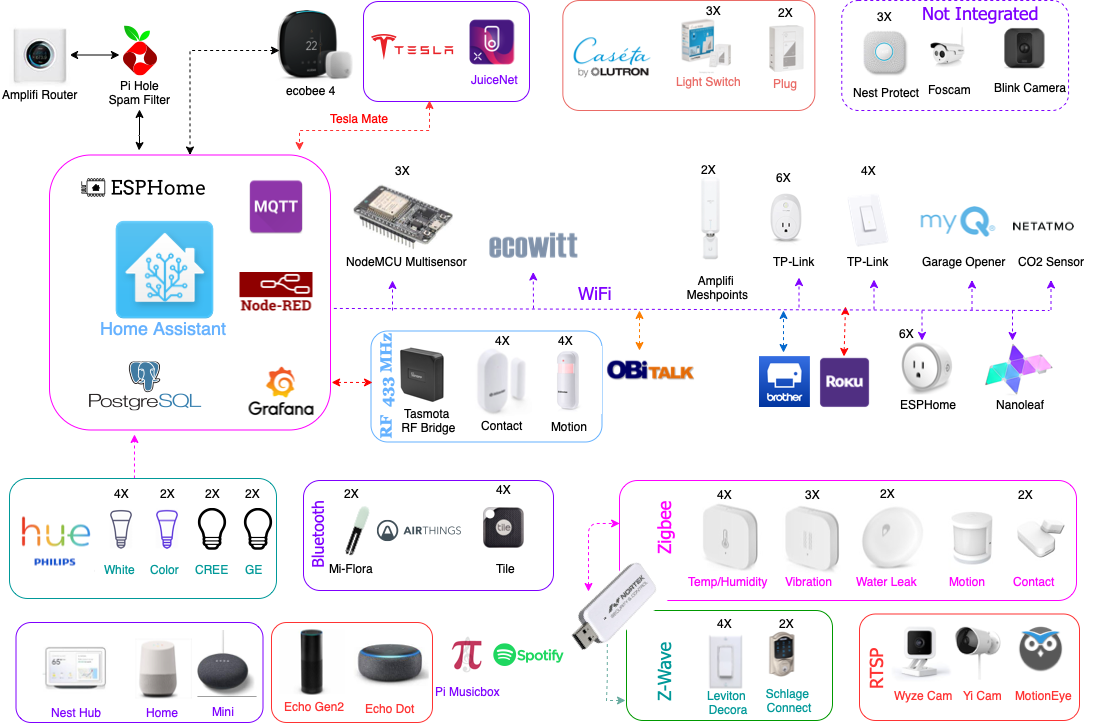 Amplifi Router
Pi Hole
Spam Filter
22
ecobee 4
TESLA
JuiceNet
Tesla Mate
Caséta
by LUTRON
3X
Light Switch
2X
Plug
Not Integrated
3X
Nest Protect
Foscam
Blink Camera
ESPHome
MQTT
Home Assistant
Node-RED
PostgreSQL
Grafana
3X
NodeMCU Multisensor
ecowitt
WiFi
2X
Amplifi
Meshpoints
6X
TP-Link
4X
TP-Link
myQ
Garage Opener
NETATMO
CO2 Sensor
RF 433 MHz
Tasmota
RF Bridge
4X
Contact
4X
Motion
OBiTALK
brother
ROKU
6X
ESPHome
Nanoleaf
hue
PHILIPS
4X
White
2X
Color
2X
CREE
2X
GE
Bluetooth
2X
Mi-Flora
AIRTHINGS
4X
tile
Tile
Zigbee
4X
Temp/Humidity
3X
Vibration
2X
Water Leak
Motion
2X
Contact
NORTEK
SECURITY & CONTROL
65°
Nest Hub
Home
Mini
Echo Gen2
Echo Dot
Pi Musicbox
Spotify
Z-Wave
4X
Leviton
Decora
2X
Schlage
Connect
RTSP
Wyze Cam
Yi Cam
MotionEye